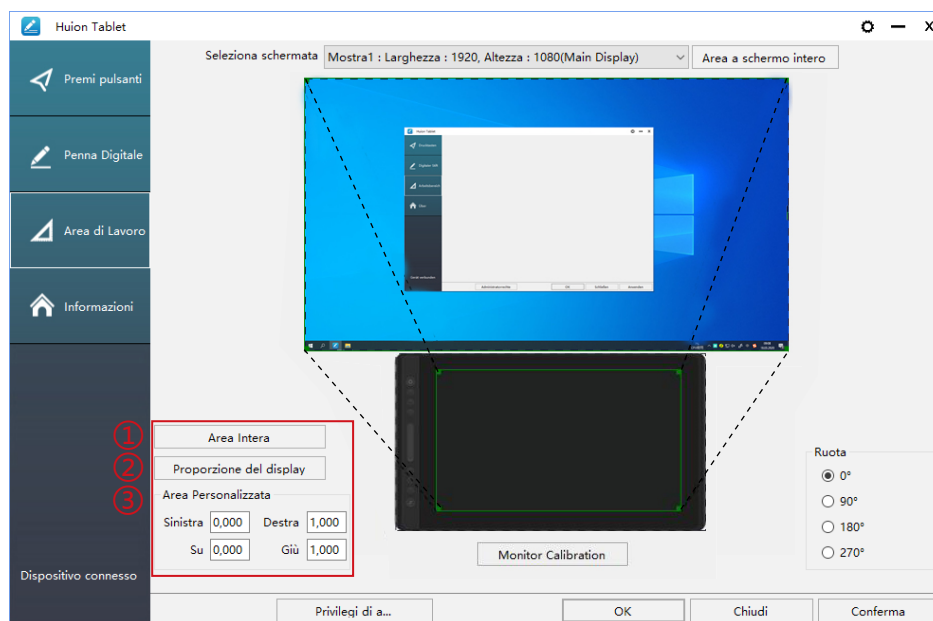 Huion Tablet
Seleziona schermata Mostra1 : Larghezza : 1920, Altezza : 1080(Main Display) Area a schermo intero
Premi pulsanti
Penna Digitale
Area di Lavoro
Informazioni
① Area Intera
② Proporzione del display
③ Area Personalizzata
Sinistra 0,000 Destra 1,000
Su 0,000 Giù 1,000
Monitor Calibration
Ruota
0°
90°
180°
270°
Dispositivo connesso
Privilegi di a... OK Chiudi Conferma